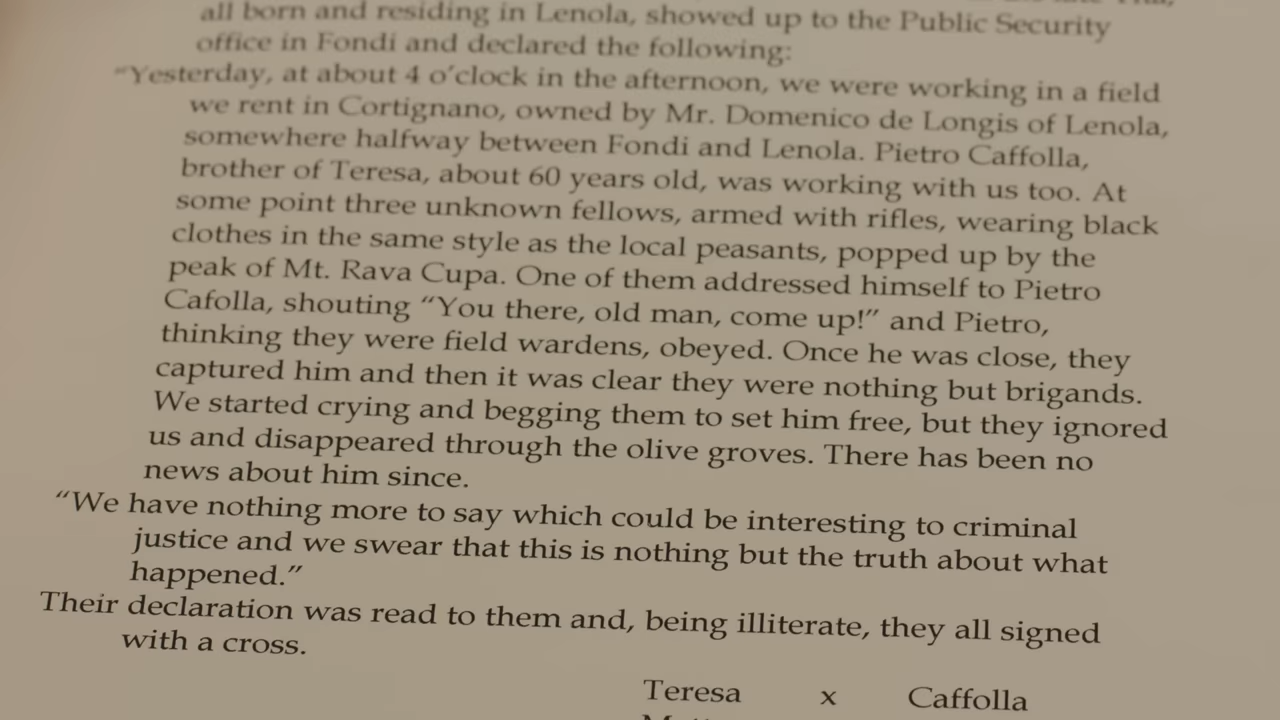 all born and residing in Lenola, showed up to the Public Security
office in Fondi and declared the following:
"Yesterday, at about 4 o'clock in the afternoon, we were working in a field
we rent in Cortignano, owned by Mr. Domenico de Longis of Lenola,
somewhere halfway between Fondi and Lenola. Pietro Caffolla,
brother of Teresa, about 60 years old, was working with us too. At
some point three unknown fellows, armed with rifles, wearing black
clothes in the same style as the local peasants, popped up by the
peak of Mt. Rava Cupa. One of them addressed himself to Pietro
Cafolla, shouting "You there, old man, come up!" and Pietro,
thinking they were field wardens, obeyed. Once he was close, they
captured him and then it was clear they were nothing but brigands.
We started crying and begging them to set him free, but they ignored
us and disappeared through the olive groves. There has been no
news about him since.
"We have nothing more to say which could be interesting to criminal
justice and we swear that this is nothing but the truth about what
happened."
Their declaration was read to them and, being illiterate, they all signed
with a cross.
Teresa x Caffolla